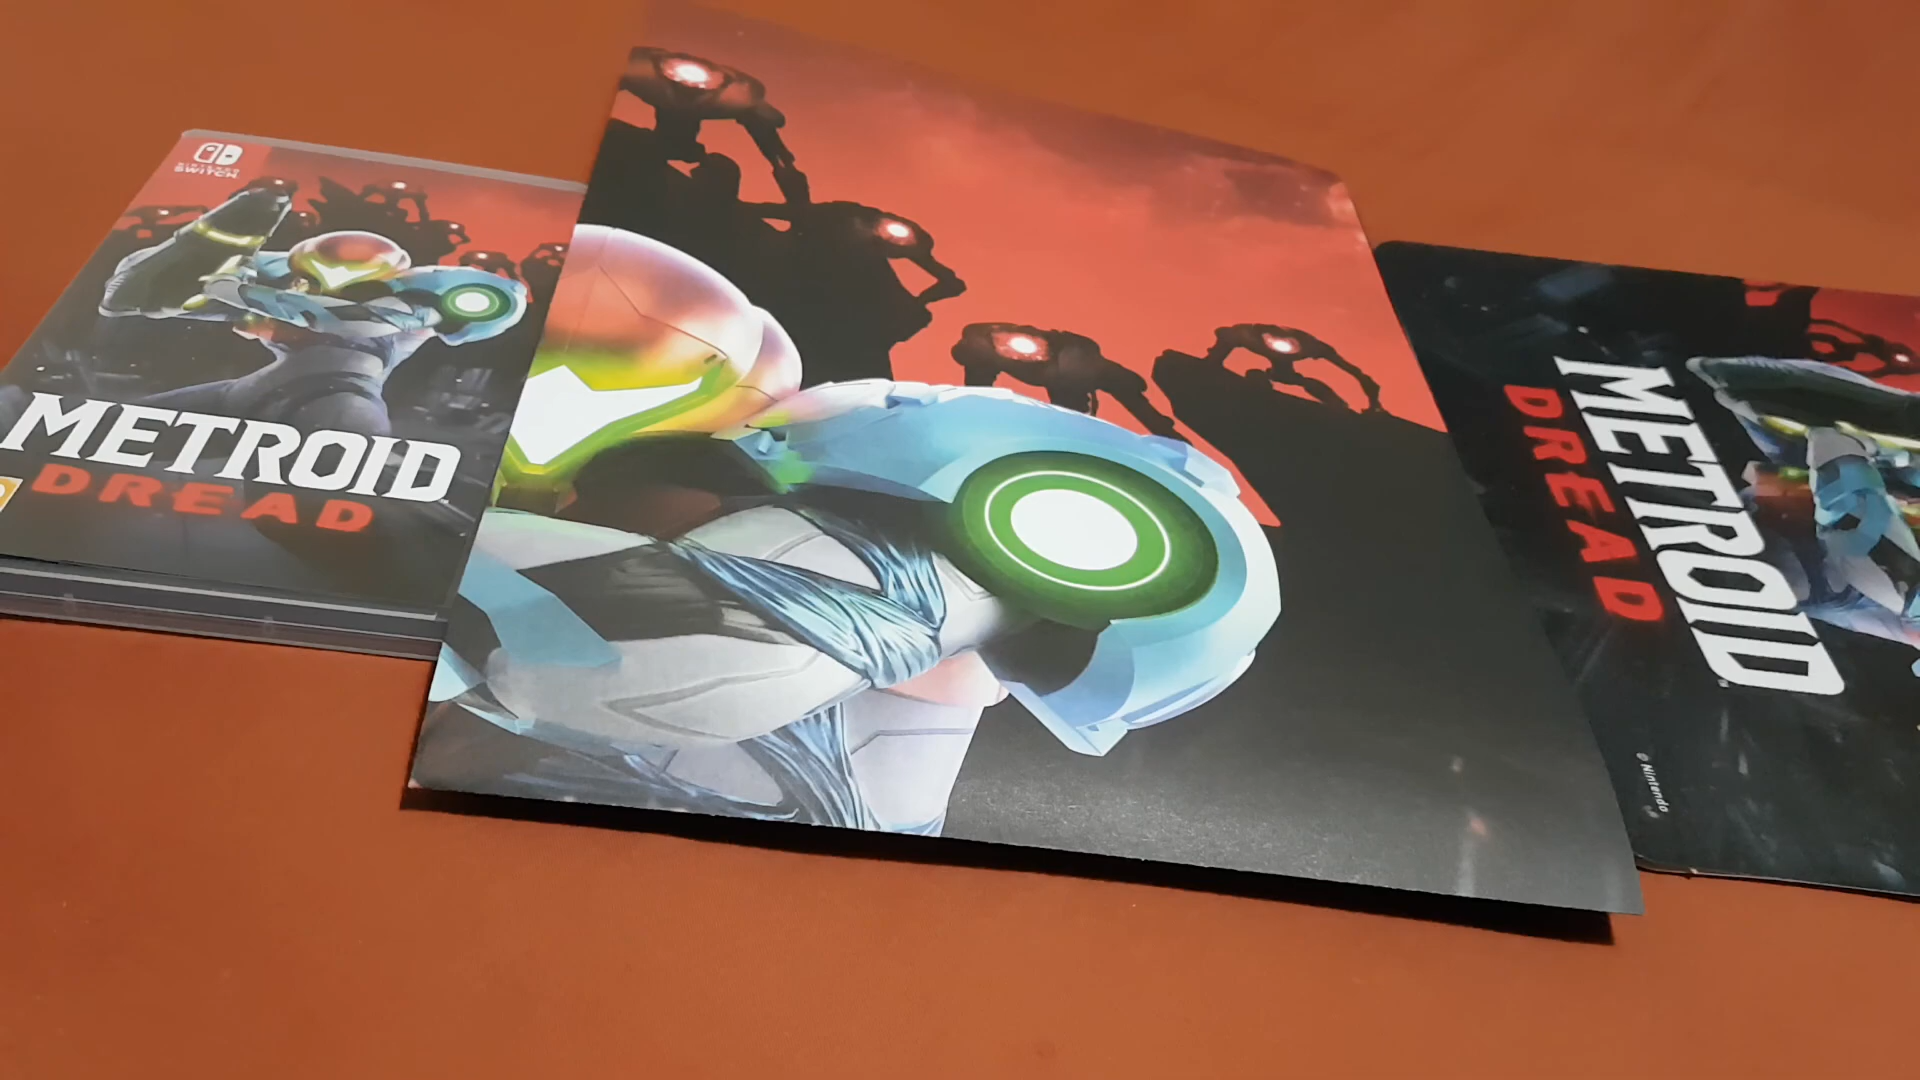 NINTENDO
SWITCH
METROID
DREAD
METROID
DREAD
© Nintendo